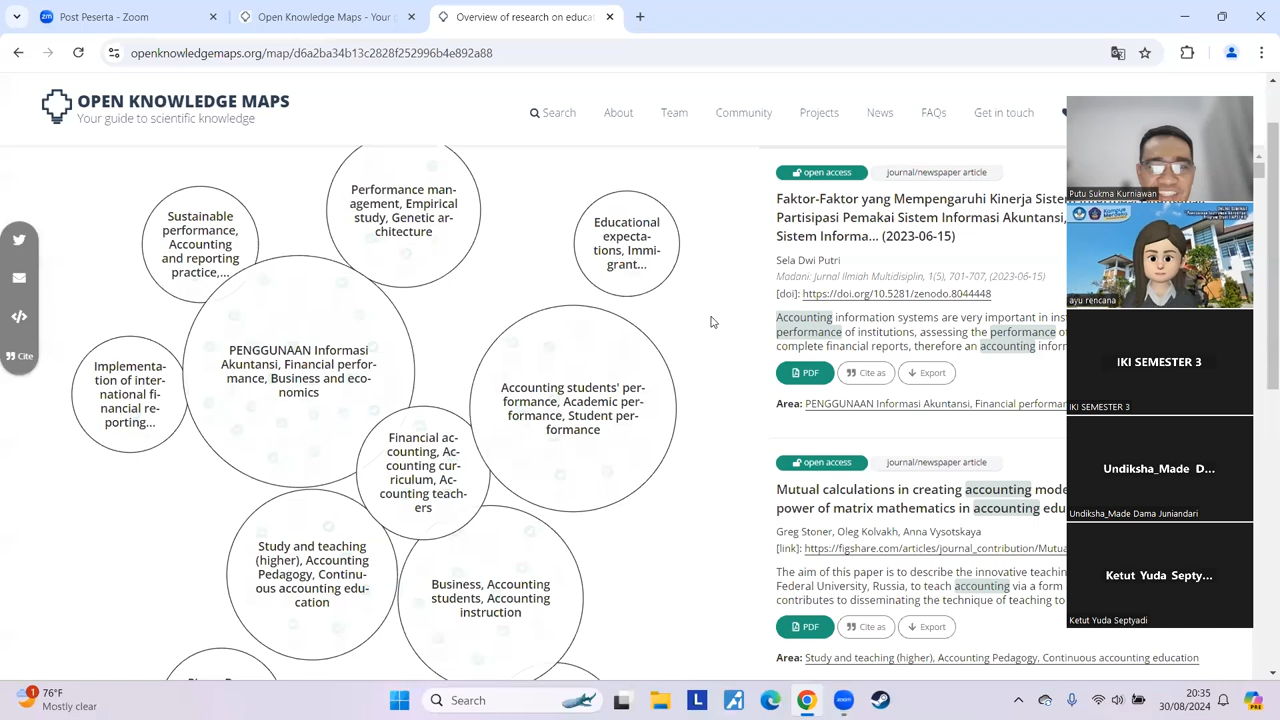 Post Peserta - Zoom
Open Knowledge Maps - Your g
Overview of research on educat
openknowledgemaps.org/map/d6a2ba34b13c2828f252996b4e892a88
OPEN KNOWLEDGE MAPS
Your guide to scientific knowledge
Search
About
Team
Community
Projects
News
FAQs
Get in touch
Cite
Performance man-
agement, Empirical
study, Genetic ar-
chitecture
Sustainable
performance,
Accounting
and reporting
practice,...
Educational
expecta-
tions, Immi-
grant...
PENGGUNAAN Informasi
Akuntansi, Financial perfor-
mance, Business and eco-
nomics
Implementa-
tion of inter-
national fi-
nancial re-
porting...
Accounting students' per-
formance, Academic per-
formance, Student per-
formance
Financial ac-
counting, Ac-
counting cur-
riculum, Ac-
counting teach-
ers
Study and teaching
(higher), Accounting
Pedagogy, Continu-
ous accounting edu-
cation
Business, Accounting
students, Accounting
instruction
open access
journal/newspaper article
Faktor-Faktor yang Mempengaruhi Kinerja Sistem
Partisipasi Pemakai Sistem Informasi Akuntansi,
Sistem Informa... (2023-06-15)
Sela Dwi Putri
Madani: Jurnal Ilmiah Multidisiplin, 1(5), 701-707, (2023-06-15)
[doi]: https://doi.org/10.5281/zenodo.8044448
Accounting information systems are very important in ins
performance of institutions, assessing the performance o
complete financial reports, therefore an accounting inforr
PDF
Cite as
Export
Area: PENGGUNAAN Informasi Akuntansi, Financial performan
open access
journal/newspaper article
Mutual calculations in creating accounting mode
power of matrix mathematics in accounting edu
Greg Stoner, Oleg Kolvakh, Anna Vysotskaya
[link]: https://figshare.com/articles/journal_contribution/Mutua
The aim of this paper is to describe the innovative teachin
Federal University, Russia, to teach accounting via a form
contributes to disseminating the technique of teaching to
PDF
Cite as
Export
Area: Study and teaching (higher), Accounting Pedagogy, Continuous accounting education
Putu Sukma Kurniawan
ONLINE SEMINAR
ayu rencana
IKI SEMESTER 3
IKI SEMESTER 3
Undiksha_Made D...
Undiksha_Made Dama Juniandari
Ketut Yuda Septy...
Ketut Yuda Septyadi
1
76°F
Mostly clear
Search
L
zoom
20:35
30/08/2024
PRE